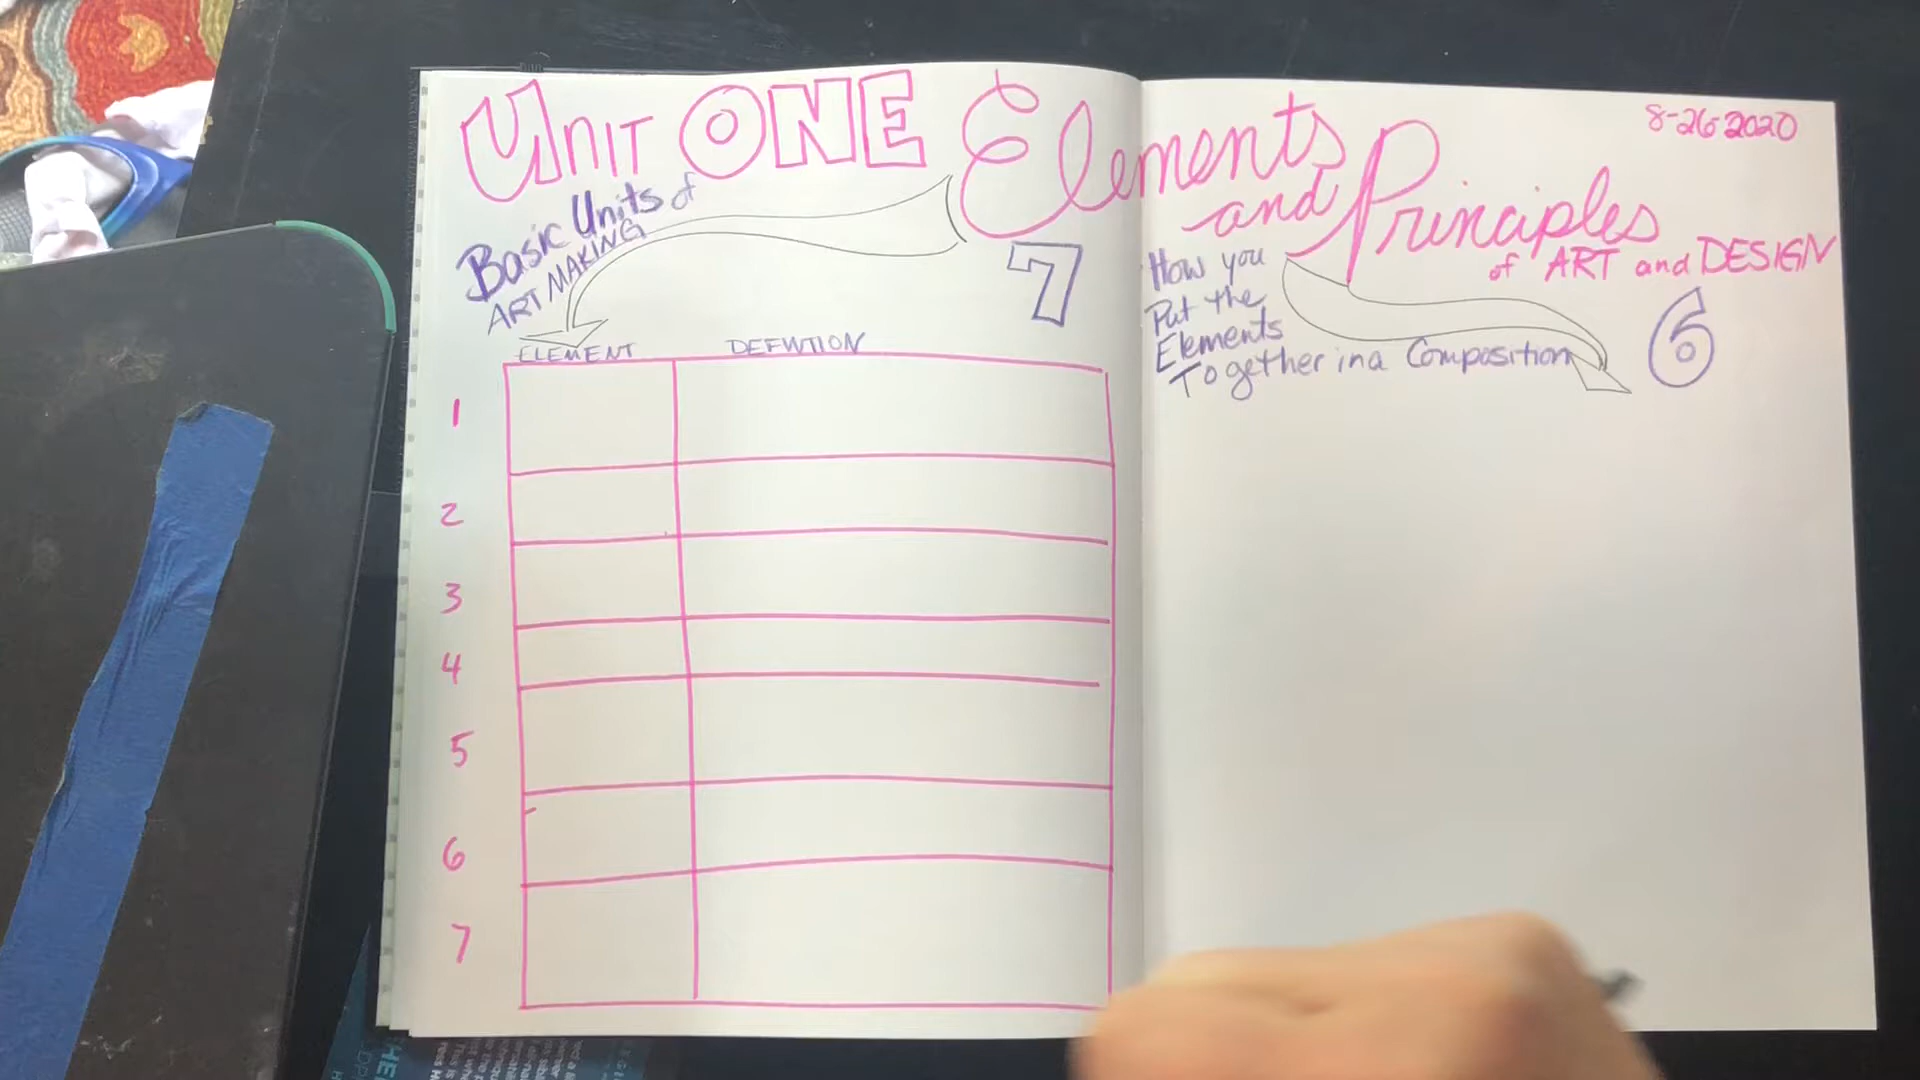 Unit ONE Elements
and Principles
of ART and DESIGN
8-26-2020
Basic Units of
ART MAKING
7
How you
Put the
Elements
Together in a Composition
6
ELEMENT DEFINTION
1
2
3
4
5
6
7